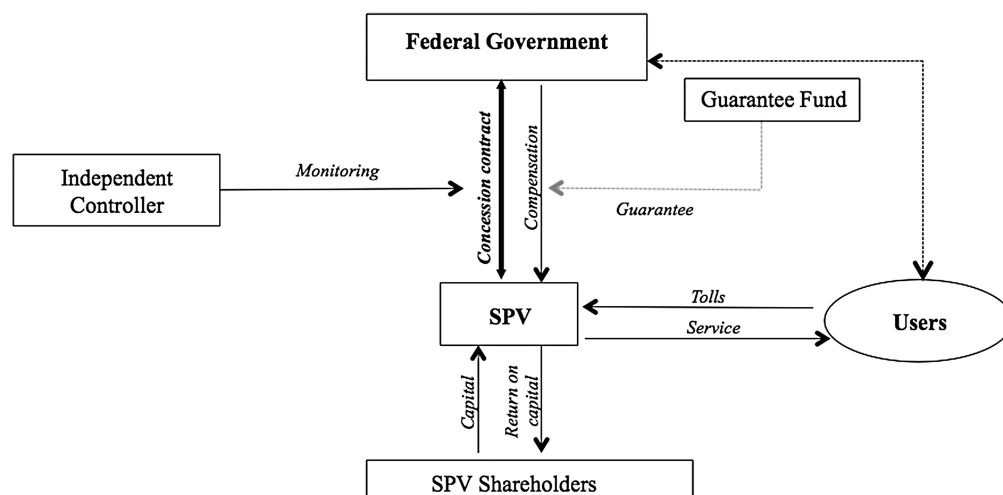 Federal Government
Guarantee Fund
Independent
Controller
Monitoring
Concession contract
Compensation
Guarantee
SPV
Tolls
Service
Users
Capital
Return on
capital
SPV Shareholders